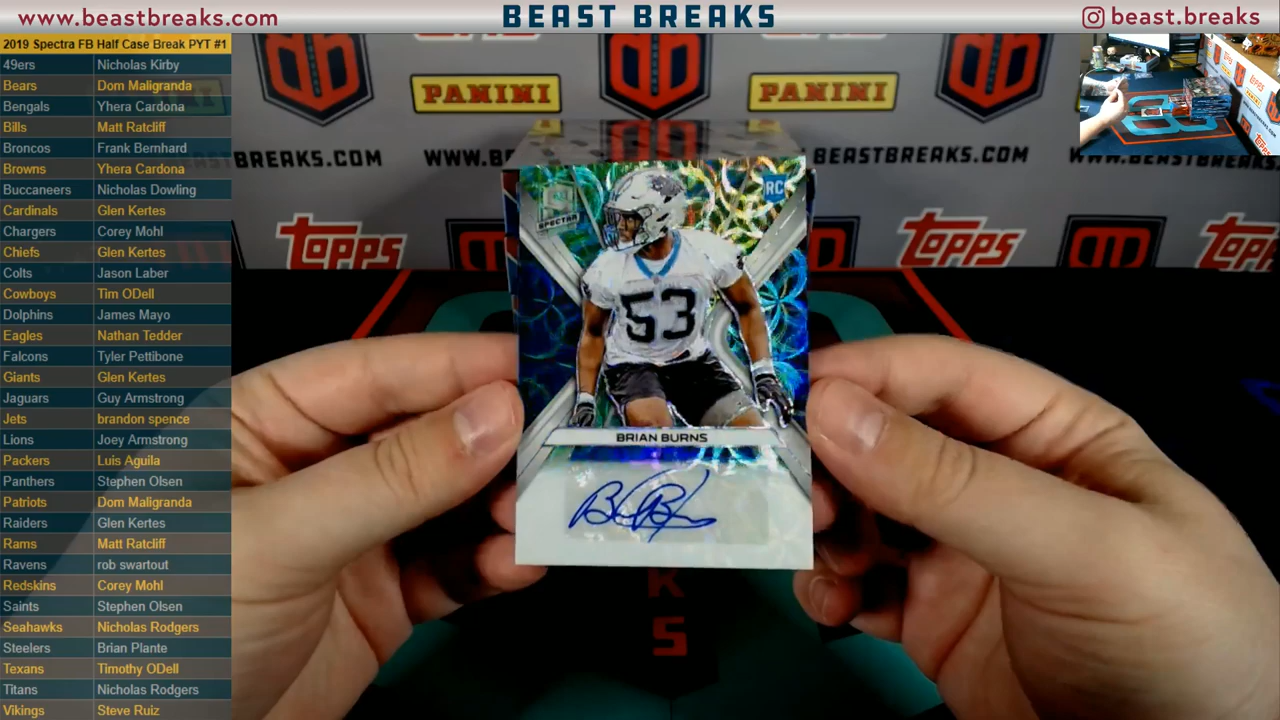 www.beastbreaks.com
BEAST BREAKS
beast.breaks
2019 Spectra FB Half Case Break PYT #1
49ers Nicholas Kirby
Bears Dom Maligranda
Bengals Yhera Cardona
Bills Matt Ratcliff
Broncos Frank Bernhard
Browns Yhera Cardona
Buccaneers Nicholas Dowling
Cardinals Glen Kertes
Chargers Corey Mohl
Chiefs Glen Kertes
Colts Jason Laber
Cowboys Tim ODell
Dolphins James Mayo
Eagles Nathan Tedder
Falcons Tyler Pettibone
Giants Glen Kertes
Jaguars Guy Armstrong
Jets brandon spence
Lions Joey Armstrong
Packers Luis Aguila
Panthers Stephen Olsen
Patriots Dom Maligranda
Raiders Glen Kertes
Rams Matt Ratcliff
Ravens rob swartout
Redskins Corey Mohl
Saints Stephen Olsen
Seahawks Nicholas Rodgers
Steelers Brian Plante
Texans Timothy ODell
Titans Nicholas Rodgers
Vikings Steve Ruiz
PANINI PANINI
BREAKS.COM WWW. BEASTBREAKS.COM WWW.
TOPPS TOPPS
SPECTRA
RC
53
BRIAN BURNS
K
S